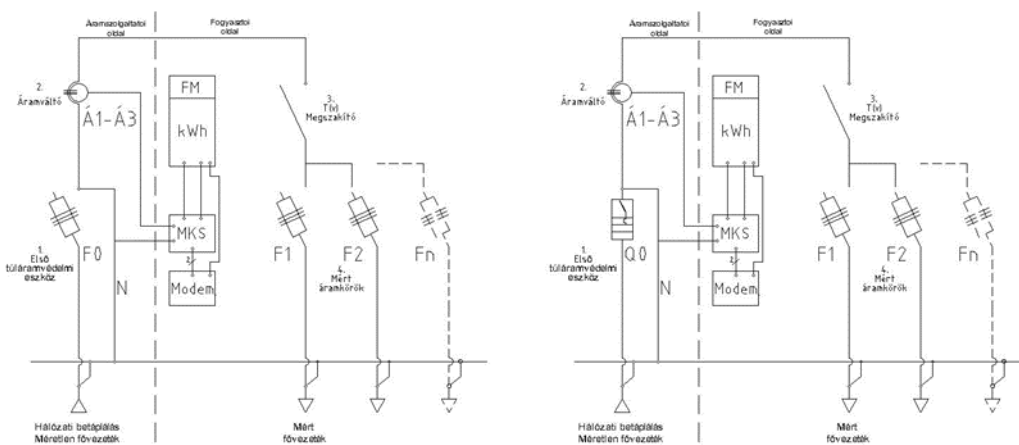 Áramszolgáltatói
oldal
Fogyasztói
oldal
2.
Áramváltó
Á1-Á3
FM
kWh
3.
T(v)
Megszakító
1.
Első
túláramvédelmi
eszköz
F0
N
MKS
2
Modem
F1
F2
4.
Mért
áramkörök
Fn
Hálózati betáplálás
Méretlen fővezeték
Mért
fővezeték
Áramszolgáltatói
oldal
Fogyasztói
oldal
2.
Áramváltó
Á1-Á3
FM
kWh
3.
T(v)
Megszakító
1.
Első
túláramvédelmi
eszköz
Q0
N
MKS
2
Modem
F1
F2
4.
Mért
áramkörök
Fn
Hálózati betáplálás
Méretlen fővezeték
Mért
fővezeték